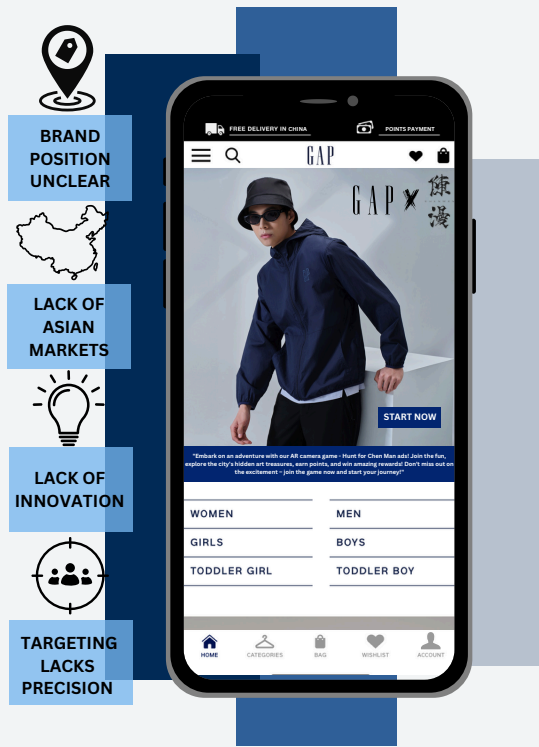 BRAND
POSITION
UNCLEAR
LACK OF
ASIAN
MARKETS
LACK OF
INNOVATION
TARGETING
LACKS
PRECISION
FREE DELIVERY IN CHINA
POINTS PAYMENT
GAP
GAP X 陈漫
START NOW
"Embark on an adventure with our AR camera game - Hunt for Chen Man ads! Join the fun,
explore the city's hidden art treasures, earn points, and win amazing rewards! Don't miss out on
the excitement – join the game now and start your journey!"
WOMEN
MEN
GIRLS
BOYS
TODDLER GIRL
TODDLER BOY
HOME
CATEGORIES
BAG
WISHLIST
ACCOUNT